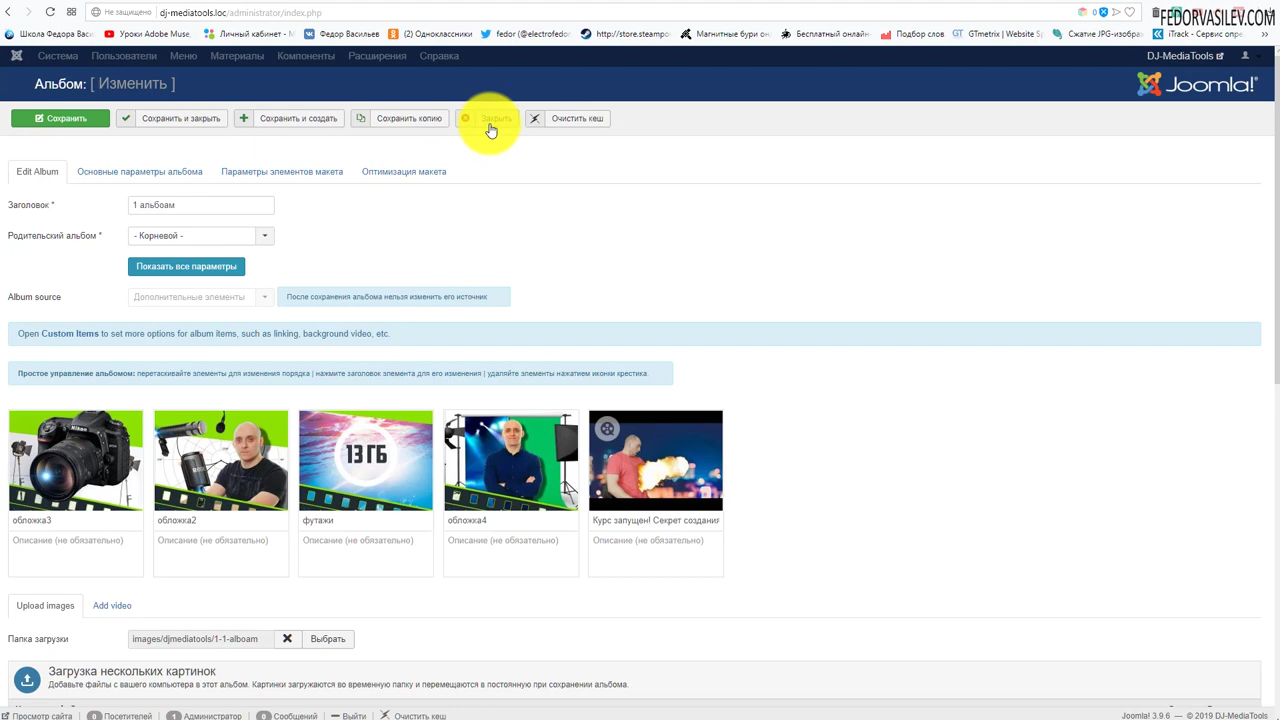 Не защищено dj-mediatools.loc/administrator/index.php
FEDORVASILEV.COM
Школа Федора Васи Уроки Adobe Muse, Личный кабинет - М Федор Васильев (2) Одноклассники fedor (@electrofedor) http://store.steampo Магнитные бури он Бесплатный онлайн- Подбор слов GTmetrix | Website Sp Сжатие JPG-изображ iTrack - Сервис опре
Система Пользователи Меню Материалы Компоненты Расширения Справка DJ-MediaTools
Альбом: [ Изменить ] Joomla!
Сохранить Сохранить и закрыть Сохранить и создать Сохранить копию Закрыть Очистить кеш
Edit Album Основные параметры альбома Параметры элементов макета Оптимизация макета
Заголовок * 1 альбоам
Родительский альбом * - Корневой -
Показать все параметры
Album source Дополнительные элементы После сохранения альбома нельзя изменить его источник
Open Custom Items to set more options for album items, such as linking, background video, etc.
Простое управление альбомом: перетаскивайте элементы для изменения порядка | нажмите заголовок элемента для его изменения | удаляйте элементы нажатием иконки крестика.
Nikon
13 ГБ
обложка3 обложка2 футажи обложка4 Курс запущен! Секрет создания
Описание (не обязательно) Описание (не обязательно) Описание (не обязательно) Описание (не обязательно) Описание (не обязательно)
Upload images Add video
Папка загрузки images/djmediatools/1-1-alboam Выбрать
Загрузка нескольких картинок
Добавьте файлы с вашего компьютера в этот альбом. Картинки загружаются во временную папку и перемещаются в постоянную при сохранении альбома.
Просмотр сайта 0 Посетителей 1 Администратор 0 Сообщений Выйти Очистить кеш Joomla! 3.9.6 — © 2019 DJ-MediaTools